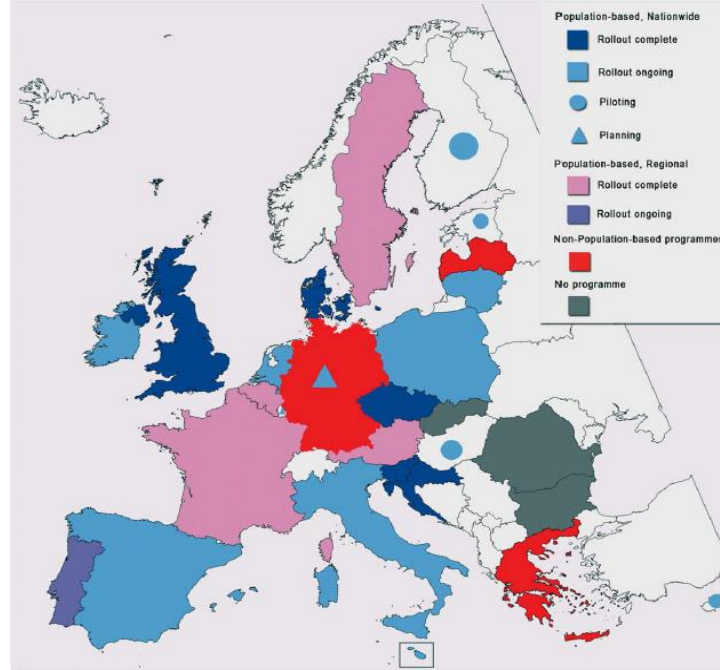 Population-based, Nationwide
Rollout complete
Rollout ongoing
Piloting
Planning
Population-based, Regional
Rollout complete
Rollout ongoing
Non-Population-based programmes
No programme